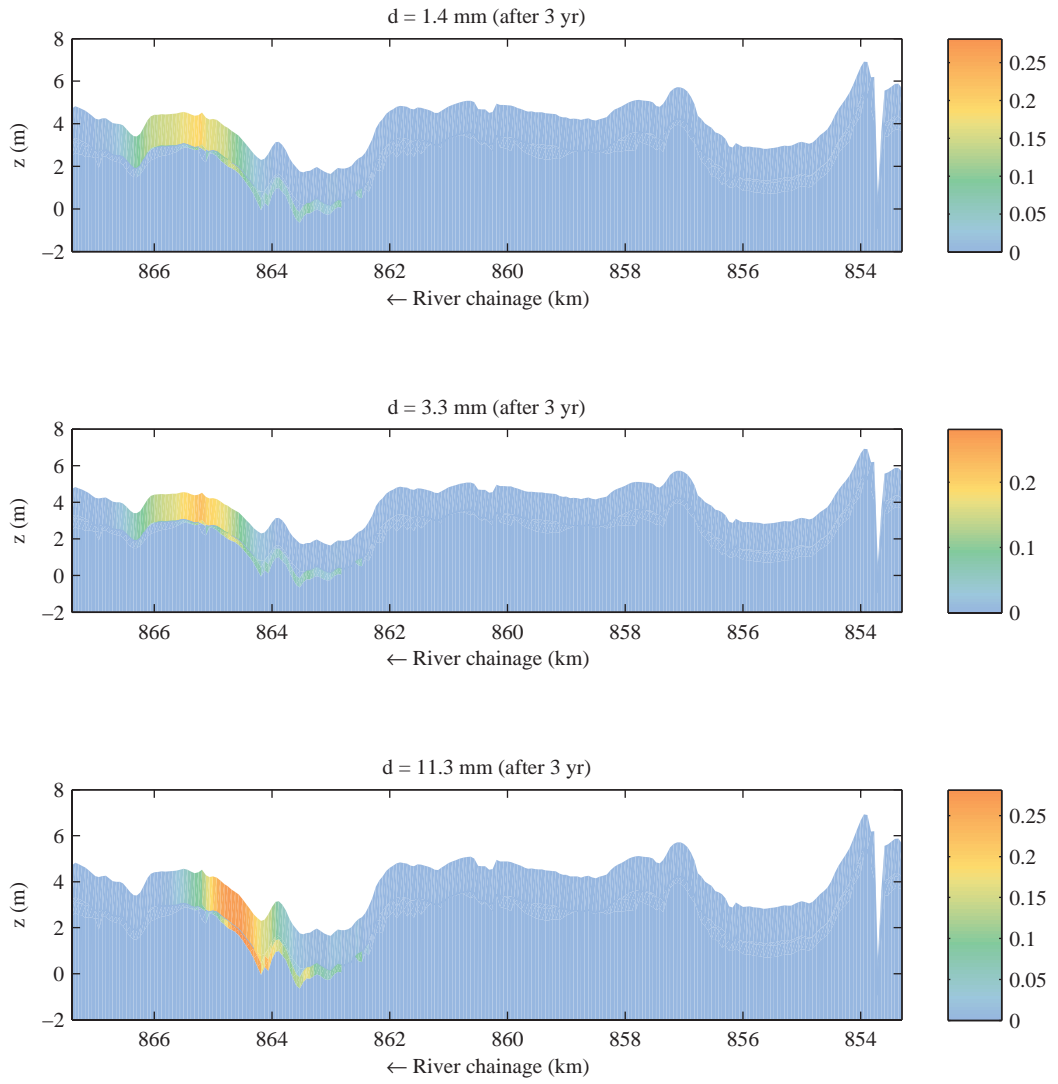 d = 1.4 mm (after 3 yr)
8
6
4
2
0
−2
z (m)
866 864 862 860 858 856 854
← River chainage (km)
0.25
0.2
0.15
0.1
0.05
0
d = 3.3 mm (after 3 yr)
8
6
4
2
0
−2
z (m)
866 864 862 860 858 856 854
← River chainage (km)
0.2
0.1
0
d = 11.3 mm (after 3 yr)
8
6
4
2
0
−2
z (m)
866 864 862 860 858 856 854
← River chainage (km)
0.25
0.2
0.15
0.1
0.05
0